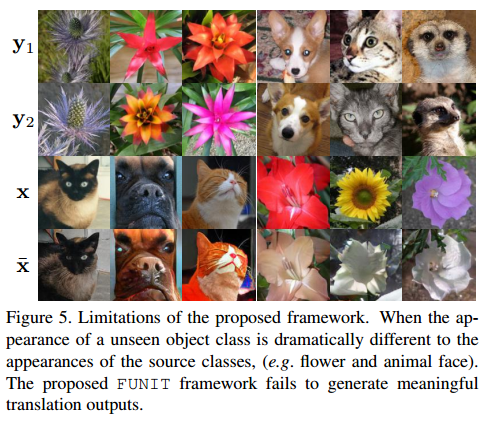 y1
y2
x
x̄
Figure 5. Limitations of the proposed framework. When the ap-
pearance of a unseen object class is dramatically different to the
appearances of the source classes, (e.g. flower and animal face).
The proposed FUNIT framework fails to generate meaningful
translation outputs.